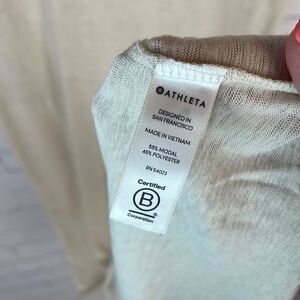 ATHLETA
DESIGNED IN
SAN FRANCISCO
MADE IN VIETNAM
55% MODAL
45% POLYESTER
RN 54023
Certified
B
Corporation